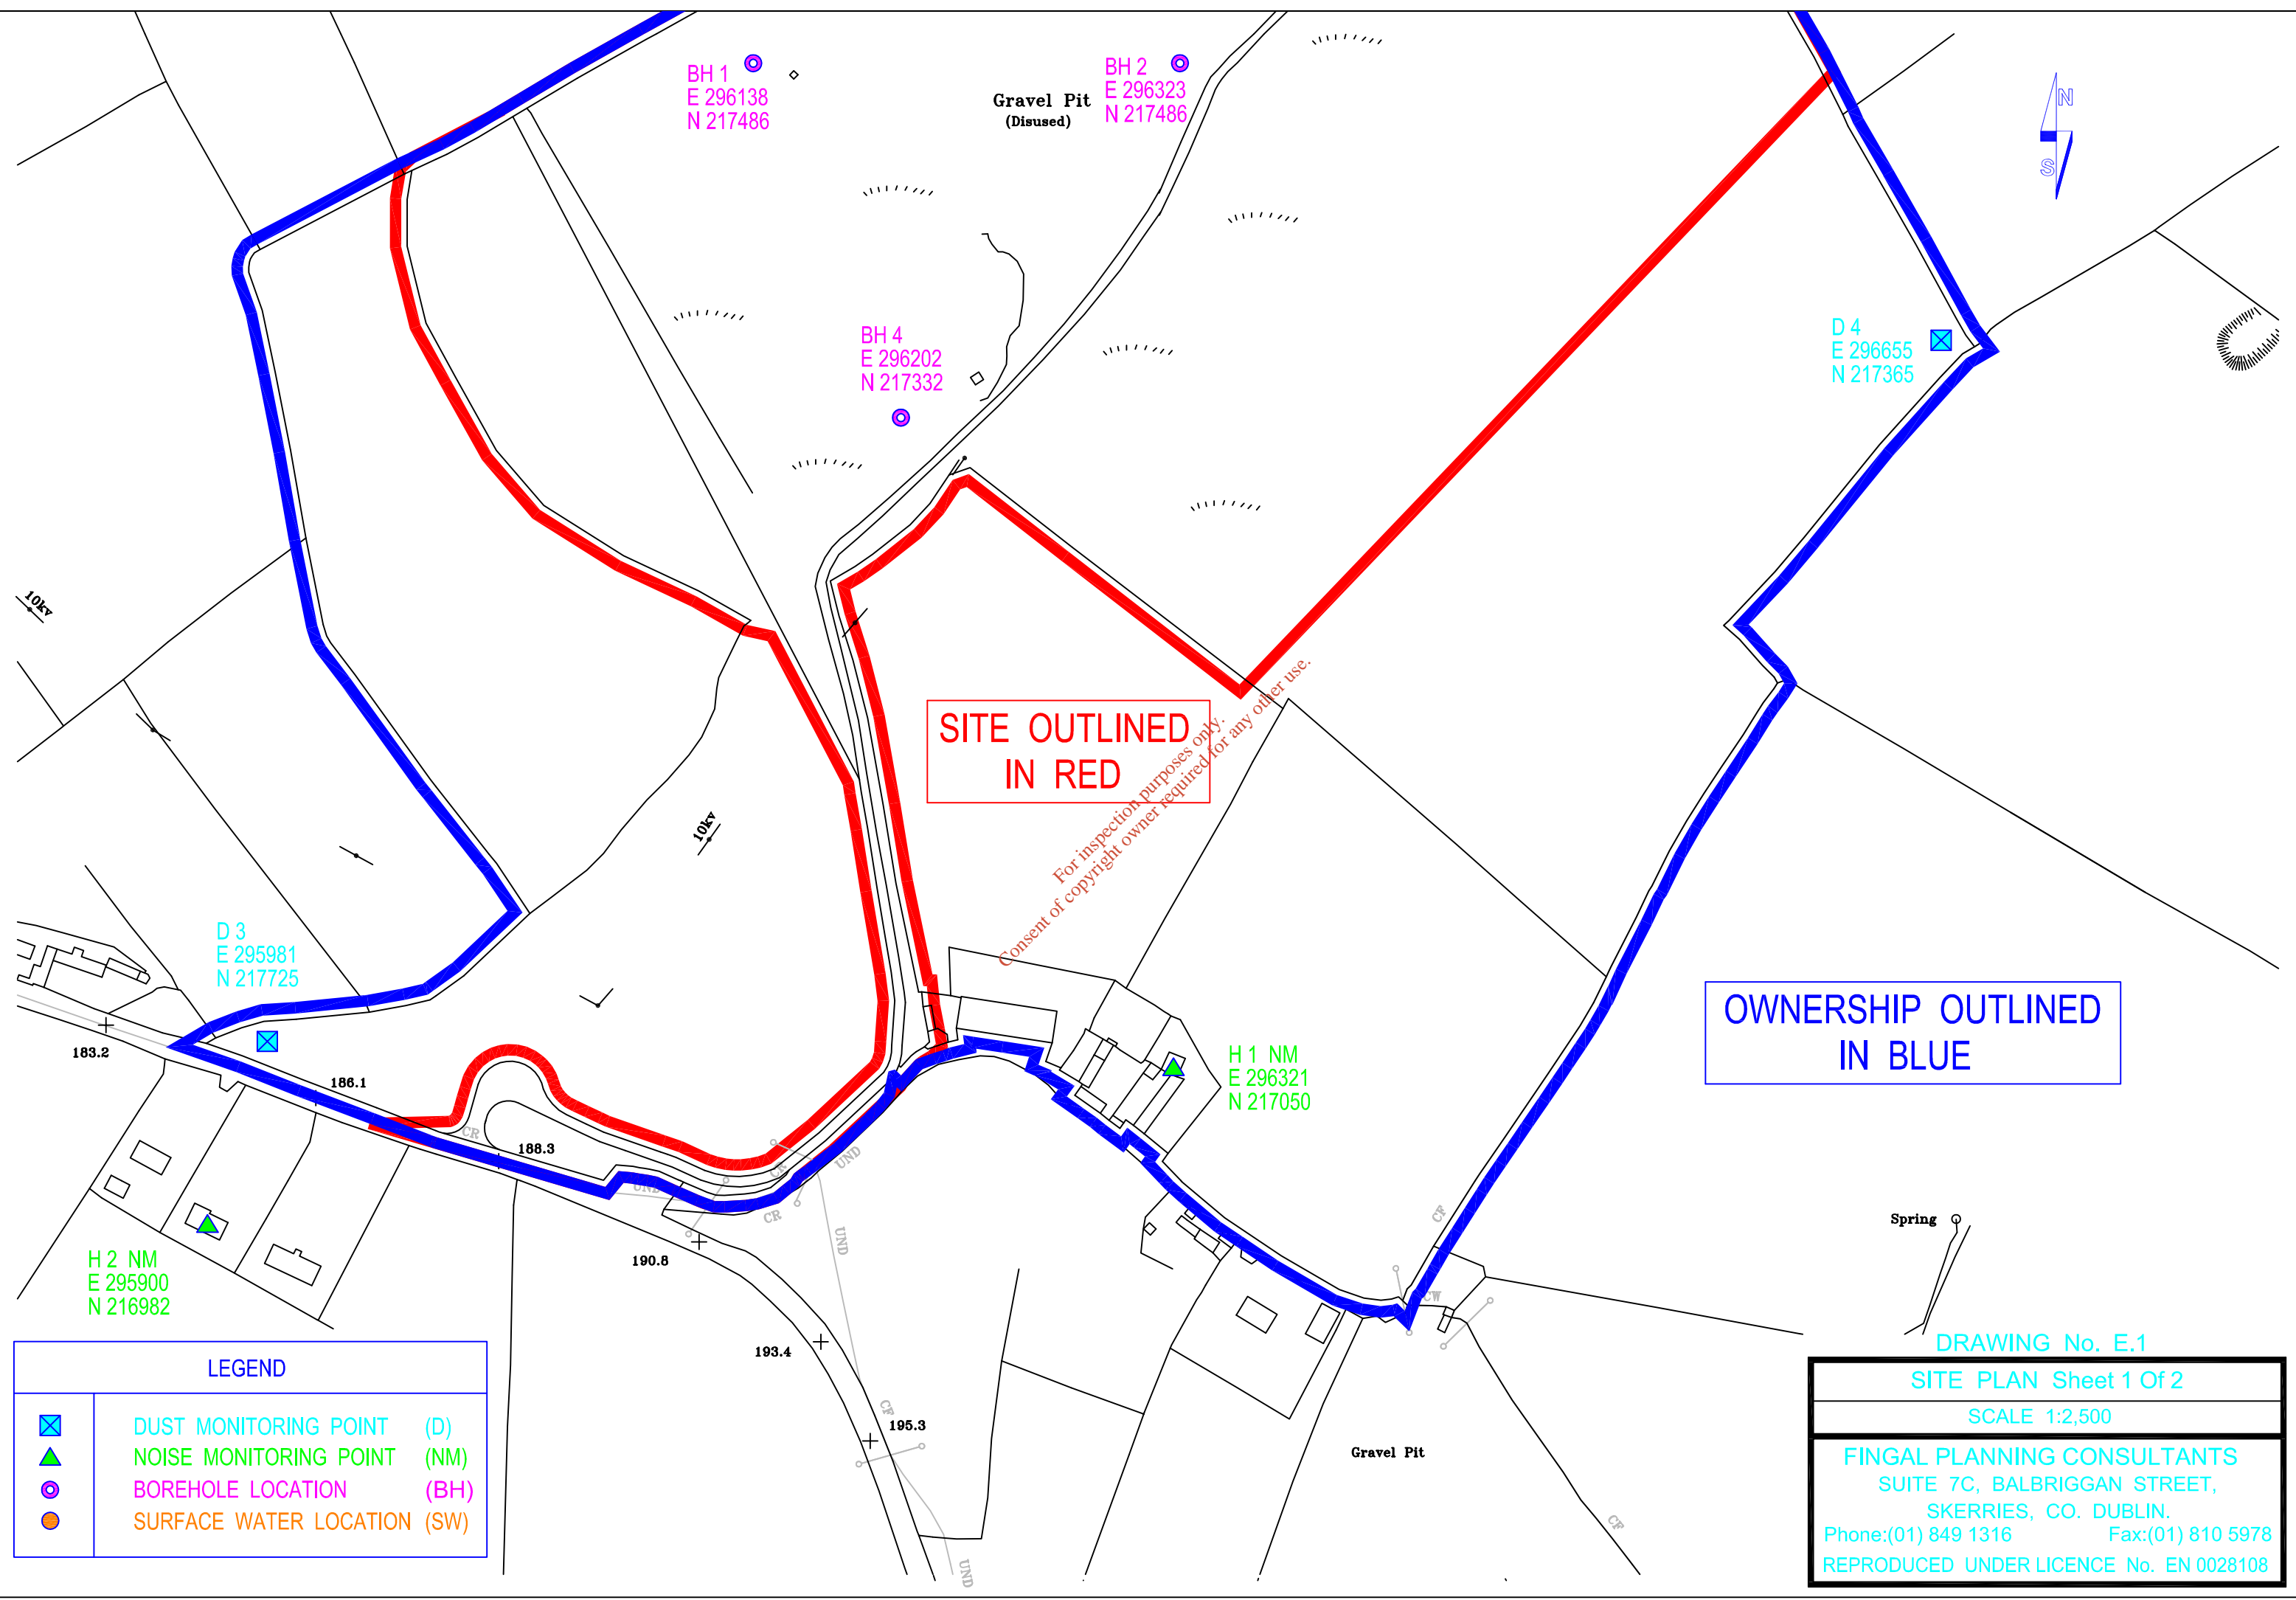 BH 1
E 296138
N 217486
Gravel Pit
(Disused)
BH 2
E 296323
N 217486
N
S
BH 4
E 296202
N 217332
D 4
E 296655
N 217365
10kv
SITE OUTLINED
IN RED
For inspection purposes only.
Consent of copyright owner required for any other use.
10kv
D 3
E 295981
N 217725
OWNERSHIP OUTLINED
IN BLUE
183.2
186.1
H 1 NM
E 296321
N 217050
CR
188.3
CR
UND
UND
CR
UND
CF
190.8
Spring
H 2 NM
E 295900
N 216982
CW
193.4
CF
195.3
Gravel Pit
CF
UND
LEGEND
DUST MONITORING POINT (D)
NOISE MONITORING POINT (NM)
BOREHOLE LOCATION (BH)
SURFACE WATER LOCATION (SW)
DRAWING No. E.1
SITE PLAN Sheet 1 Of 2
SCALE 1:2,500
FINGAL PLANNING CONSULTANTS
SUITE 7C, BALBRIGGAN STREET,
SKERRIES, CO. DUBLIN.
Phone:(01) 849 1316 Fax:(01) 810 5978
REPRODUCED UNDER LICENCE No. EN 0028108